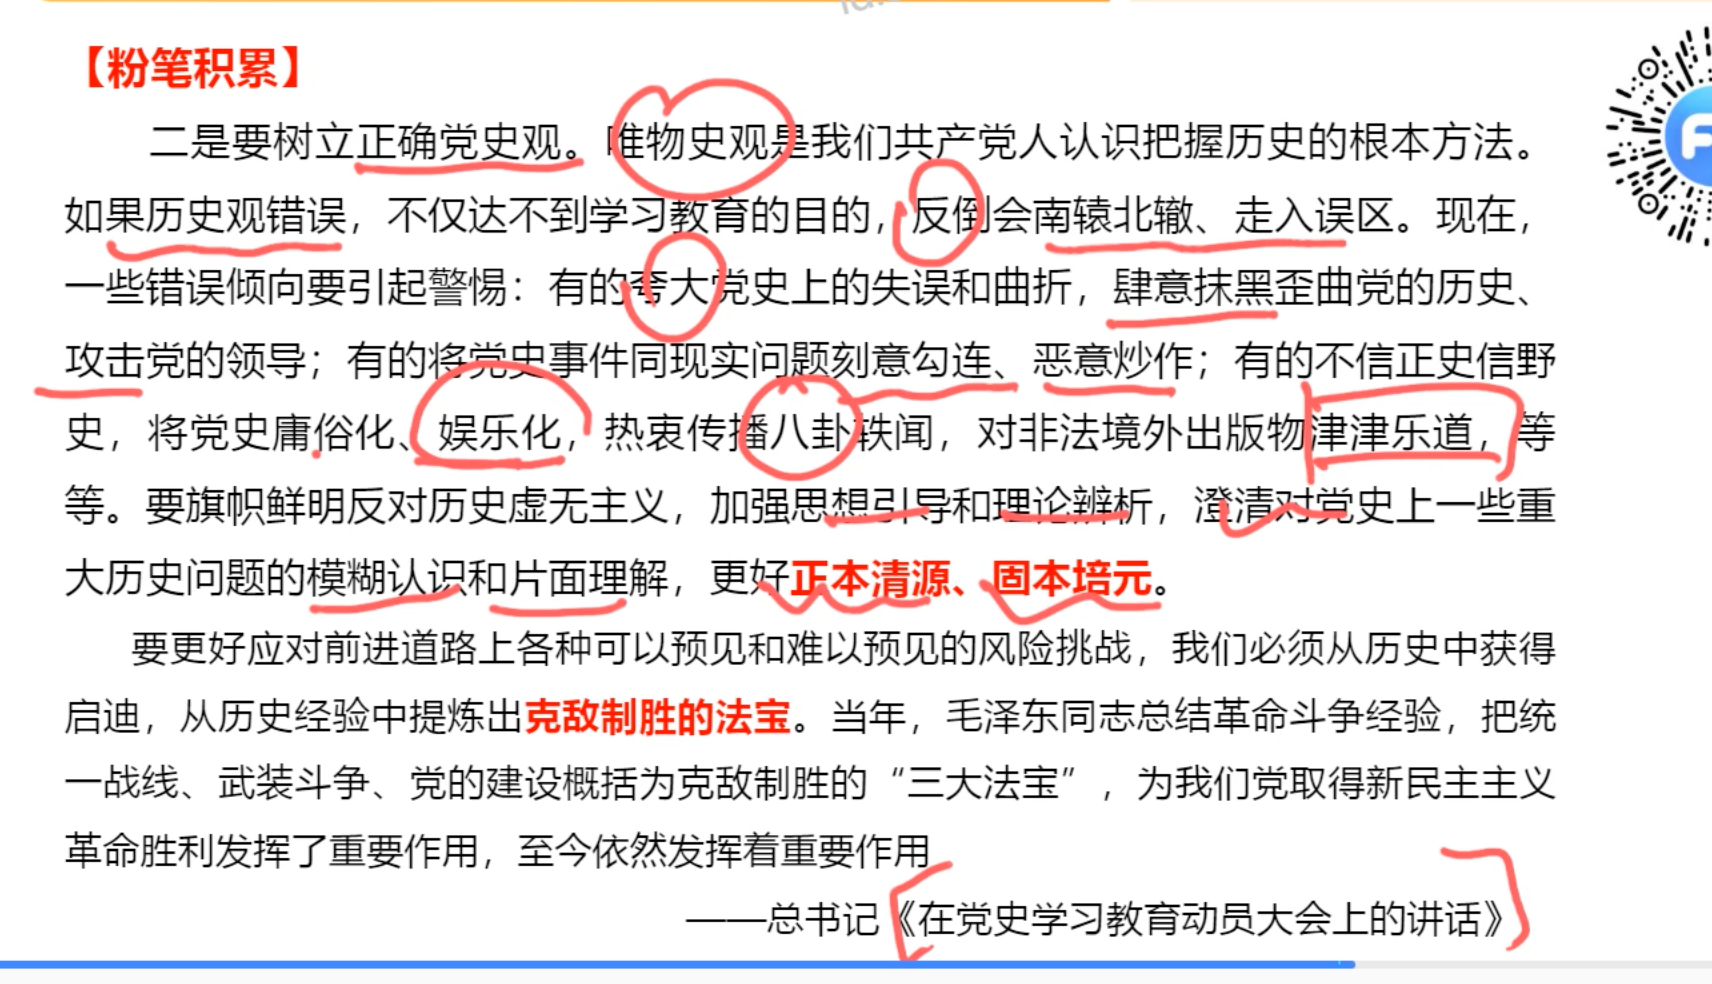 【粉笔积累】
二是要树立正确党史观。唯物史观是我们共产党人认识把握历史的根本方法。
如果历史观错误，不仅达不到学习教育的目的，反倒会南辕北辙、走入误区。现在，
一些错误倾向要引起警惕：有的夸大党史上的失误和曲折，肆意抹黑歪曲党的历史、
攻击党的领导；有的将党史事件同现实问题刻意勾连、恶意炒作；有的不信正史信野
史，将党史庸俗化、娱乐化，热衷传播八卦轶闻，对非法境外出版物津津乐道，等
等。要旗帜鲜明反对历史虚无主义，加强思想引导和理论辨析，澄清对党史上一些重
大历史问题的模糊认识和片面理解，更好正本清源、固本培元。
要更好应对前进道路上各种可以预见和难以预见的风险挑战，我们必须从历史中获得
启迪，从历史经验中提炼出克敌制胜的法宝。当年，毛泽东同志总结革命斗争经验，把统
一战线、武装斗争、党的建设概括为克敌制胜的“三大法宝”，为我们党取得新民主主义
革命胜利发挥了重要作用，至今依然发挥着重要作用
——总书记《在党史学习教育动员大会上的讲话》